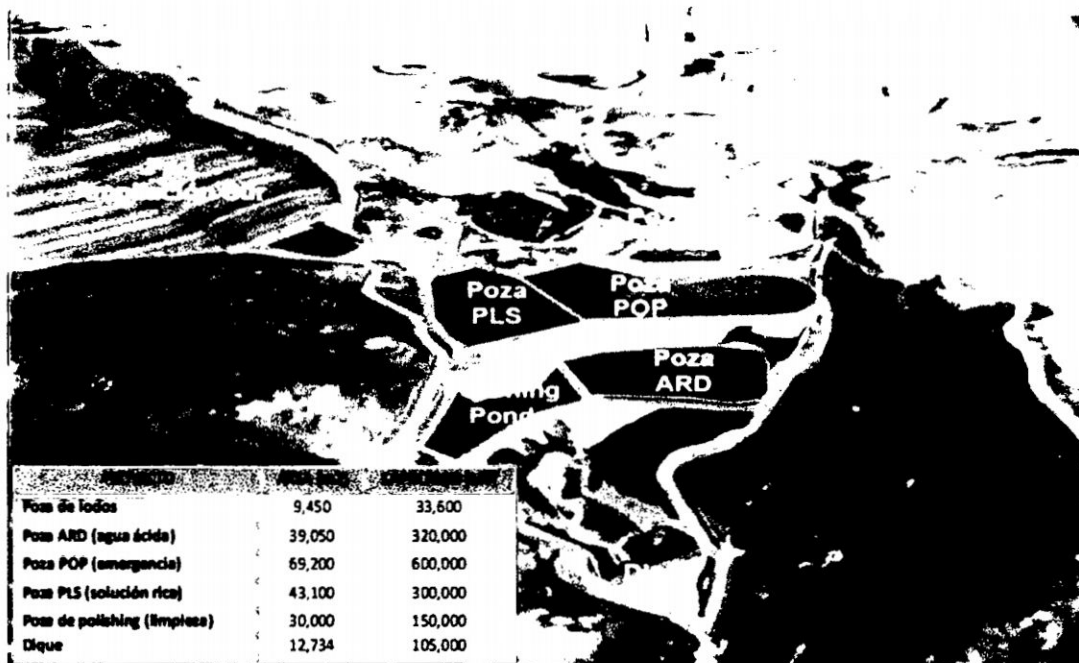 Poza
PLS
Poza
POP
Poza
ARD
Pond
Poza de lodos 9,450 33,600
Poza ARD (agua ácida) 39,050 320,000
Poza POP (emergencia) 69,200 600,000
Poza PLS (solución rica) 43,100 300,000
Poza de polishing (limpieza) 30,000 150,000
Dique 12,734 105,000